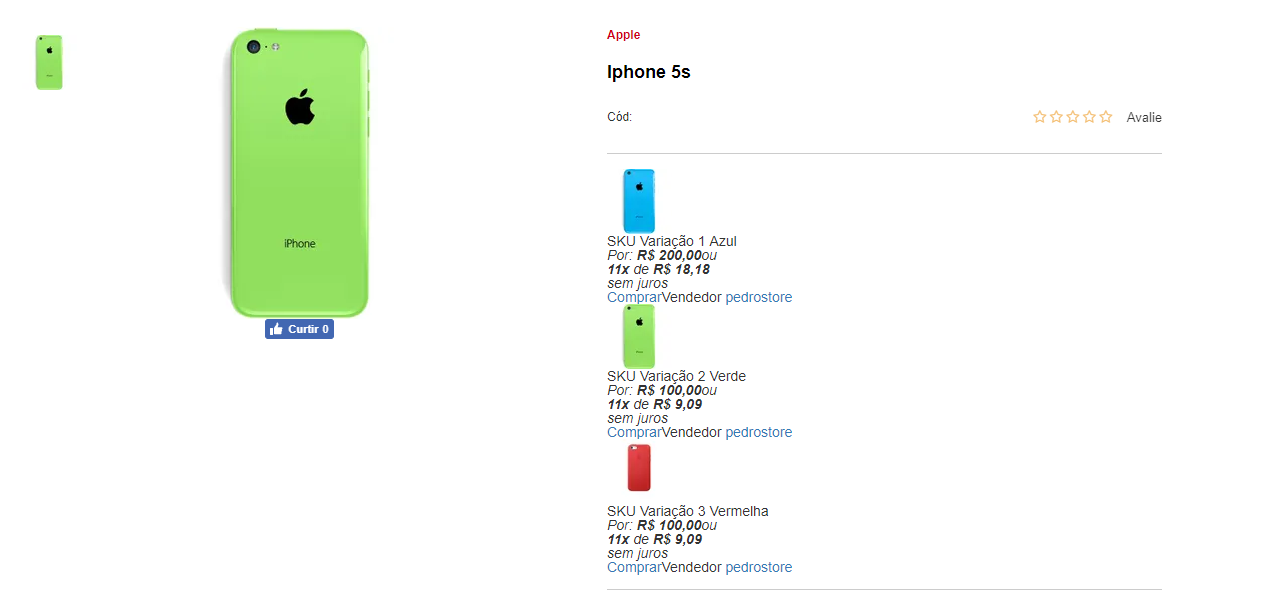 Apple
Iphone 5s
Cód:
Avalie
iPhone
Curtir 0
SKU Variação 1 Azul
Por: R$ 200,00ou
11x de R$ 18,18
sem juros
ComprarVendedor pedrostore
SKU Variação 2 Verde
Por: R$ 100,00ou
11x de R$ 9,09
sem juros
ComprarVendedor pedrostore
SKU Variação 3 Vermelha
Por: R$ 100,00ou
11x de R$ 9,09
sem juros
ComprarVendedor pedrostore